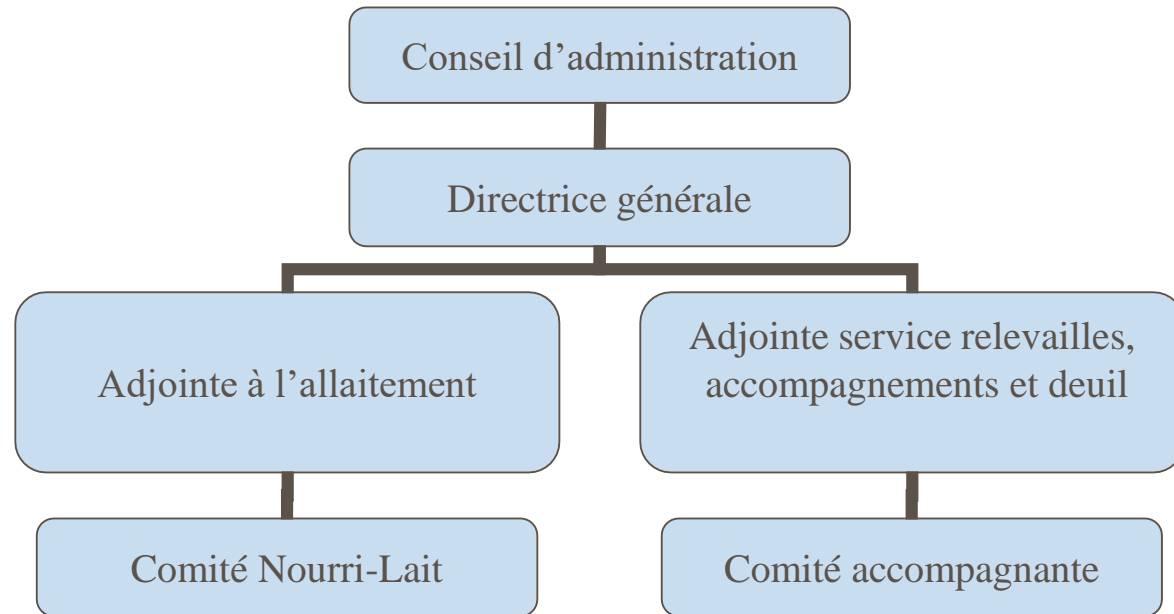 Conseil d’administration
Directrice générale
Adjointe à l’allaitement
Adjointe service relevailles,
accompagnements et deuil
Comité Nourri-Lait
Comité accompagnante